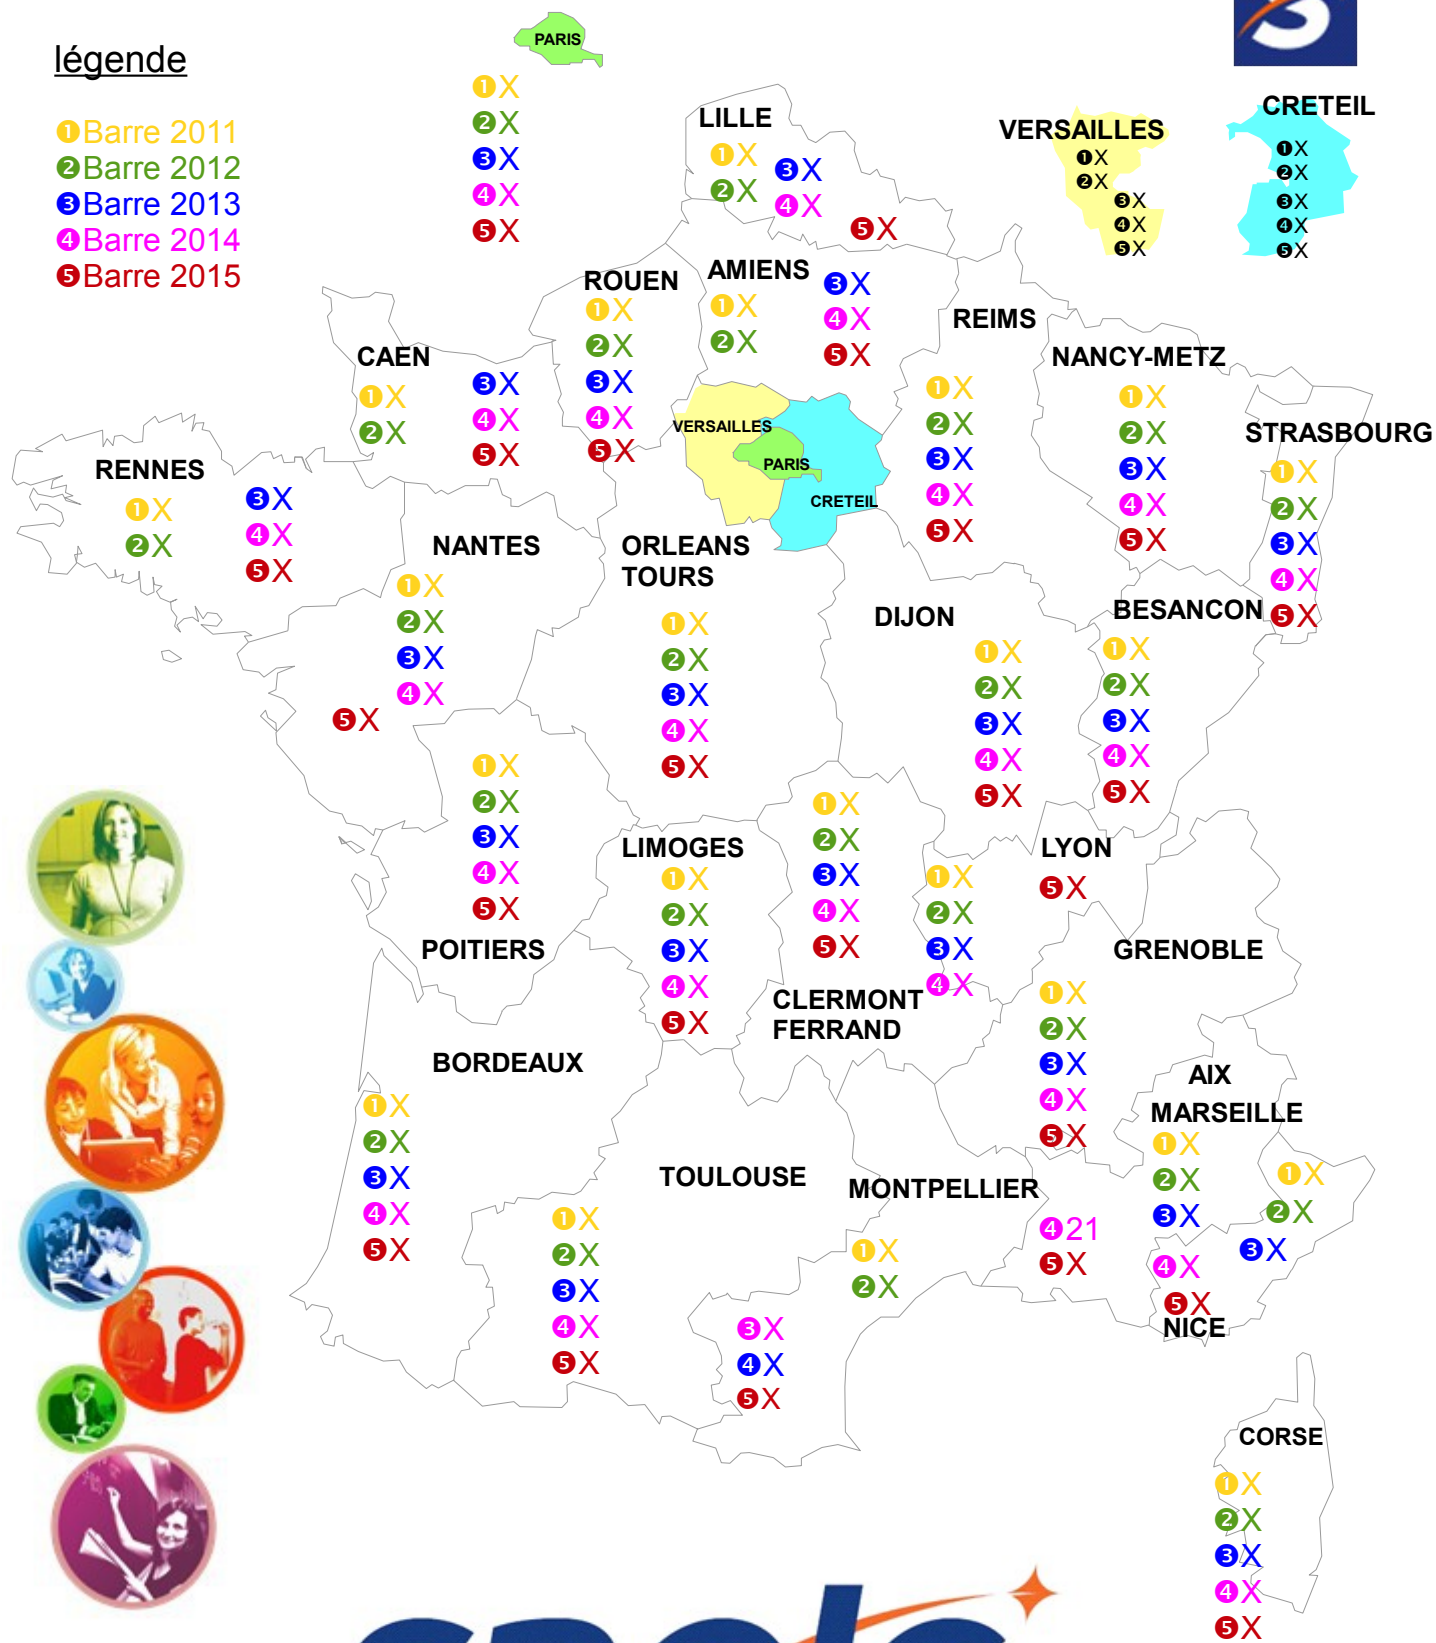 légende
❶Barre 2011
❷Barre 2012
❸Barre 2013
❹Barre 2014
❺Barre 2015
PARIS
❶X
❷X
❸X
❹X
❺X
LILLE
❶X
❷X
❸X
❹X
❺X
VERSAILLES
❶X
❷X
❸X
❹X
❺X
CRETEIL
❶X
❷X
❸X
❹X
❺X
ROUEN
❶X
❷X
❸X
❹X
❺X
AMIENS
❶X
❷X
❸X
❹X
❺X
REIMS
❶X
❷X
❸X
❹X
❺X
CAEN
❶X
❷X
❸X
❹X
❺X
NANCY-METZ
❶X
❷X
❸X
❹X
❺X
STRASBOURG
❶X
❷X
❸X
❹X
❺X
VERSAILLES
PARIS
CRETEIL
RENNES
❶X
❷X
❸X
❹X
❺X
NANTES
❶X
❷X
❸X
❹X
❺X
ORLEANS
TOURS
❶X
❷X
❸X
❹X
❺X
DIJON
❶X
❷X
❸X
❹X
❺X
BESANCON
❶X
❷X
❸X
❹X
❺X
❶X
❷X
❸X
❹X
❺X
POITIERS
LIMOGES
❶X
❷X
❸X
❹X
❺X
❶X
❷X
❸X
❹X
❺X
CLERMONT
FERRAND
LYON
❶X
❷X
❸X
❹X
❺X
GRENOBLE
❶X
❷X
❸X
❹X
❺X
BORDEAUX
❶X
❷X
❸X
❹X
❺X
TOULOUSE
❶X
❷X
❸X
❹X
❺X
MONTPELLIER
❶X
❷X
❸X
❹X
❺X
AIX
MARSEILLE
❶X
❷X
❸X
❹21
❺X
❶X
❷X
❸X
❹X
❺X
NICE
CORSE
❶X
❷X
❸X
❹X
❺X